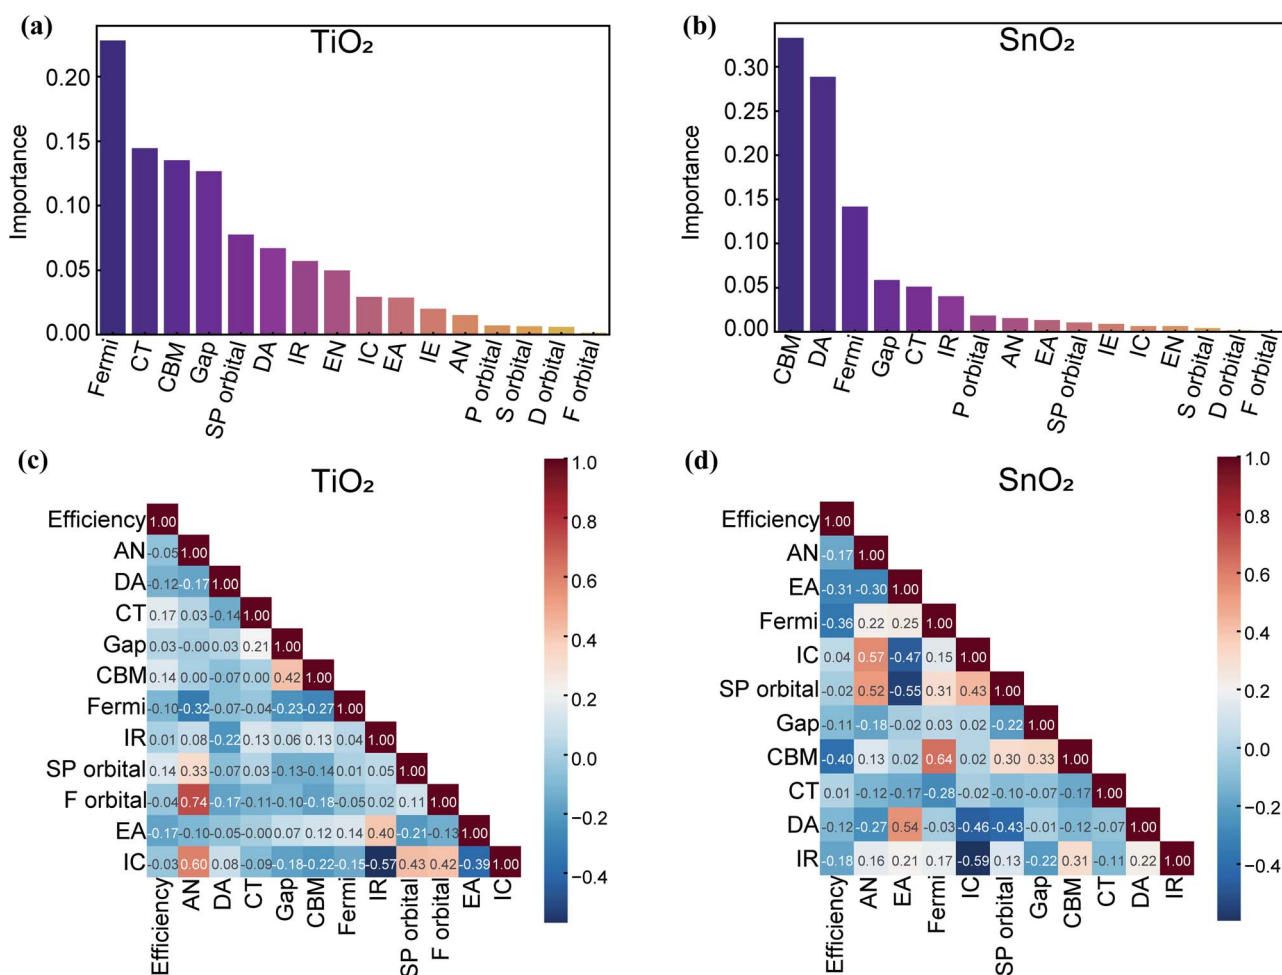 (a)
TiO₂
Importance
0.20
0.15
0.10
0.05
0.00
Fermi CT CBM Gap SP orbital DA IR EN IC EA IE AN P orbital S orbital D orbital F orbital
(b)
SnO₂
Importance
0.30
0.25
0.20
0.15
0.10
0.05
0.00
CBM DA Fermi Gap CT IR P orbital AN EA SP orbital IE IC EN S orbital D orbital F orbital
(c)
TiO₂
Efficiency 1.00
AN -0.05 1.00
DA -0.12 -0.17 1.00
CT 0.17 0.03 -0.14 1.00
Gap 0.03 -0.00 0.03 0.21 1.00
CBM 0.14 0.00 -0.07 0.00 0.42 1.00
Fermi -0.10 -0.32 -0.07 -0.04 -0.23 -0.27 1.00
IR 0.01 0.08 -0.22 0.13 0.06 0.13 0.04 1.00
SP orbital 0.14 0.33 -0.07 0.03 -0.13 -0.14 0.01 0.05 1.00
F orbital -0.04 0.74 -0.17 -0.11 -0.10 -0.18 -0.05 0.02 0.11 1.00
EA -0.17 -0.10 -0.05 -0.00 0.07 0.12 0.14 0.40 -0.21 -0.13 1.00
IC -0.03 0.60 0.08 -0.09 -0.18 -0.22 -0.15 -0.57 0.43 0.42 -0.39 1.00
Efficiency AN DA CT Gap CBM Fermi IR SP orbital F orbital EA IC
1.0
0.8
0.6
0.4
0.2
0.0
−0.2
−0.4
(d)
SnO₂
Efficiency 1.00
AN -0.17 1.00
EA -0.31 -0.30 1.00
Fermi -0.36 0.22 0.25 1.00
IC 0.04 0.57 -0.47 0.15 1.00
SP orbital -0.02 0.52 -0.55 0.31 0.43 1.00
Gap -0.11 -0.18 -0.02 0.03 0.02 -0.22 1.00
CBM -0.40 0.13 0.02 0.64 0.02 0.30 0.33 1.00
CT 0.01 -0.12 -0.17 -0.28 -0.02 -0.10 -0.07 -0.17 1.00
DA -0.12 -0.27 0.54 -0.03 -0.46 -0.43 -0.01 -0.12 -0.07 1.00
IR -0.18 0.16 0.21 0.17 -0.59 0.13 -0.22 0.31 -0.11 0.22 1.00
Efficiency AN EA Fermi IC SP orbital Gap CBM CT DA IR
1.0
0.8
0.6
0.4
0.2
0.0
−0.2
−0.4